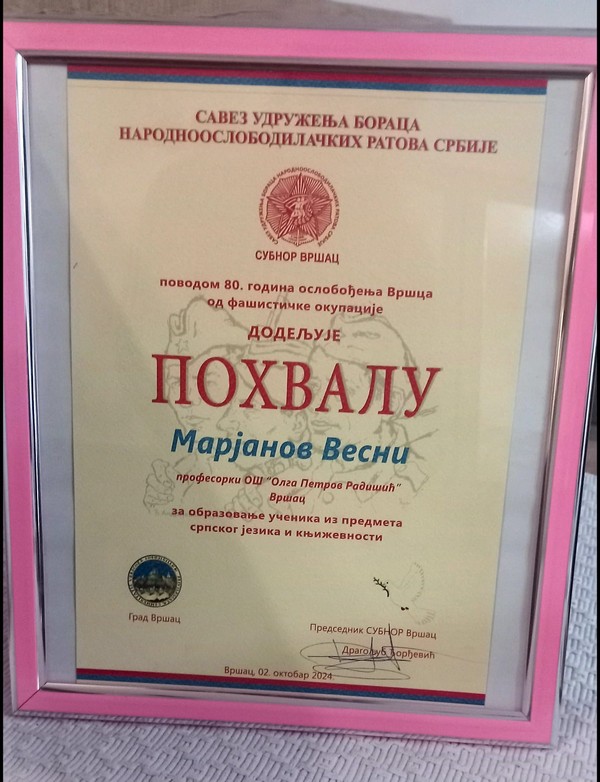 САВЕЗ УДРУЖЕЊА БОРАЦА
НАРОДНООСЛОБОДИЛАЧКИХ РАТОВА СРБИЈЕ
СУБНОР ВРШАЦ
поводом 80. година ослобођења Вршца
од фашистичке окупације
ДОДЕЉУЈЕ
ПОХВАЛУ
Марјанов Весни
професорки ОШ "Олга Петров Радишић"
Вршац
за образовање ученика из предмета
српског језика и књижевности
Град Вршац
Председник СУБНОР Вршац
Драгољуб Ђорђевић
Вршац, 02. октобар 2024.